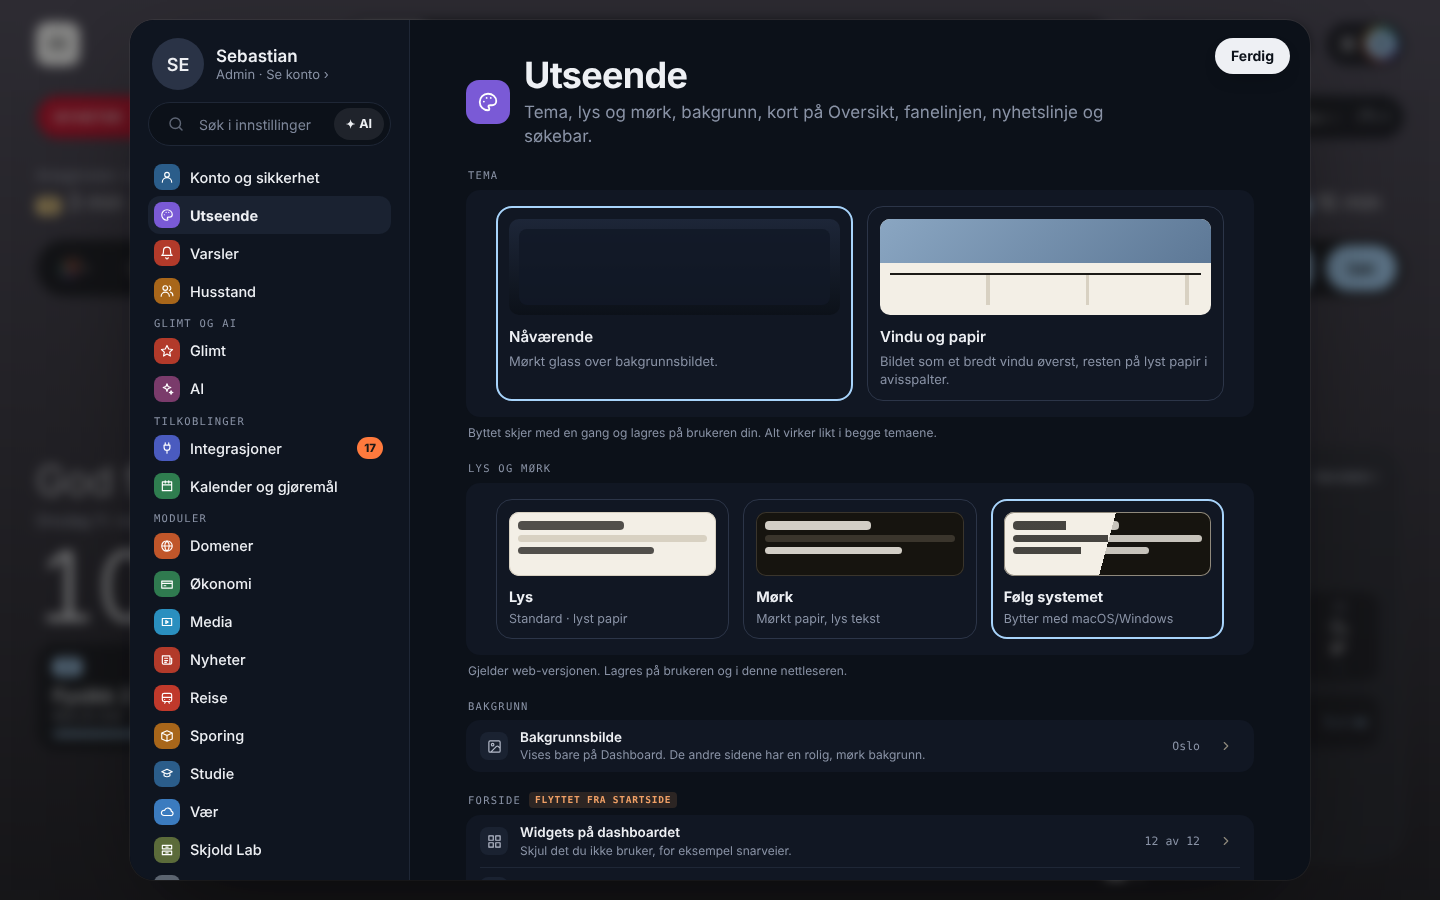 SE
Sebastian
Admin · Se konto ›
Søk i innstillinger
✦ AI
Konto og sikkerhet
Utseende
Varsler
Husstand
GLIMT OG AI
Glimt
AI
TILKOBLINGER
Integrasjoner
17
Kalender og gjøremål
MODULER
Domener
Økonomi
Media
Nyheter
Reise
Sporing
Studie
Vær
Skjold Lab
Ferdig
Utseende
Tema, lys og mørk, bakgrunn, kort på Oversikt, fanelinjen, nyhetslinje og
søkebar.
TEMA
Nåværende
Mørkt glass over bakgrunnsbildet.
Vindu og papir
Bildet som et bredt vindu øverst, resten på lyst papir i
avisspalter.
Byttet skjer med en gang og lagres på brukeren din. Alt virker likt i begge temaene.
LYS OG MØRK
Lys
Standard · lyst papir
Mørk
Mørkt papir, lys tekst
Følg systemet
Bytter med macOS/Windows
Gjelder web-versjonen. Lagres på brukeren og i denne nettleseren.
BAKGRUNN
Bakgrunnsbilde
Vises bare på Dashboard. De andre sidene har en rolig, mørk bakgrunn.
Oslo
FORSIDE
FLYTTET FRA STARTSIDE
Widgets på dashboardet
Skjul det du ikke bruker, for eksempel snarveier.
12 av 12